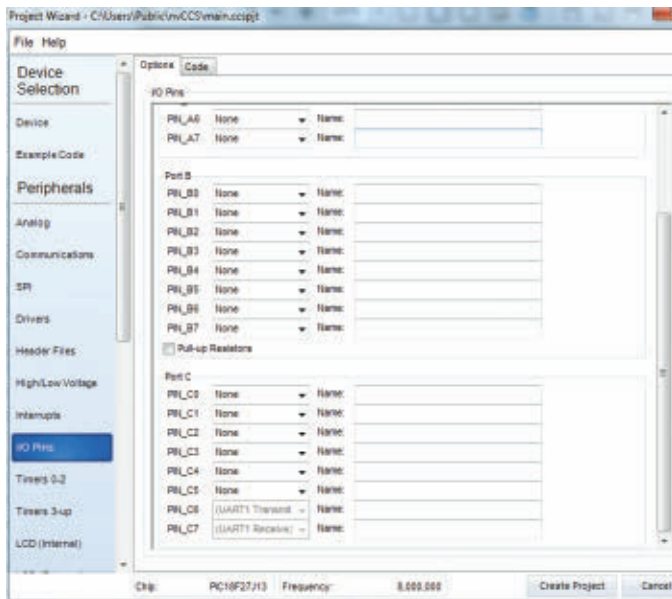 Project Wizard - C:\Users\Public\nvCCS\main.ccspjt
File Help
Device
Selection
Device
Example Code
Peripherals
Analog
Communications
SPI
Drivers
Header Files
High/Low Voltage
Interrupts
I/O Pins
Timers 0-2
Timers 3-up
LCD (Internal)
Options Code
I/O Pins
PIN_A6 None Name:
PIN_A7 None Name:
Port B
PIN_B0 None Name:
PIN_B1 None Name:
PIN_B2 None Name:
PIN_B3 None Name:
PIN_B4 None Name:
PIN_B5 None Name:
PIN_B6 None Name:
PIN_B7 None Name:
Pull-up Resistors
Port C
PIN_C0 None Name:
PIN_C1 None Name:
PIN_C2 None Name:
PIN_C3 None Name:
PIN_C4 None Name:
PIN_C5 None Name:
PIN_C6 (UART1 Transmit Name:
PIN_C7 (UART1 Receive) Name:
Chip: PIC18F27J13 Frequency: 8,000,000 Create Project Cancel